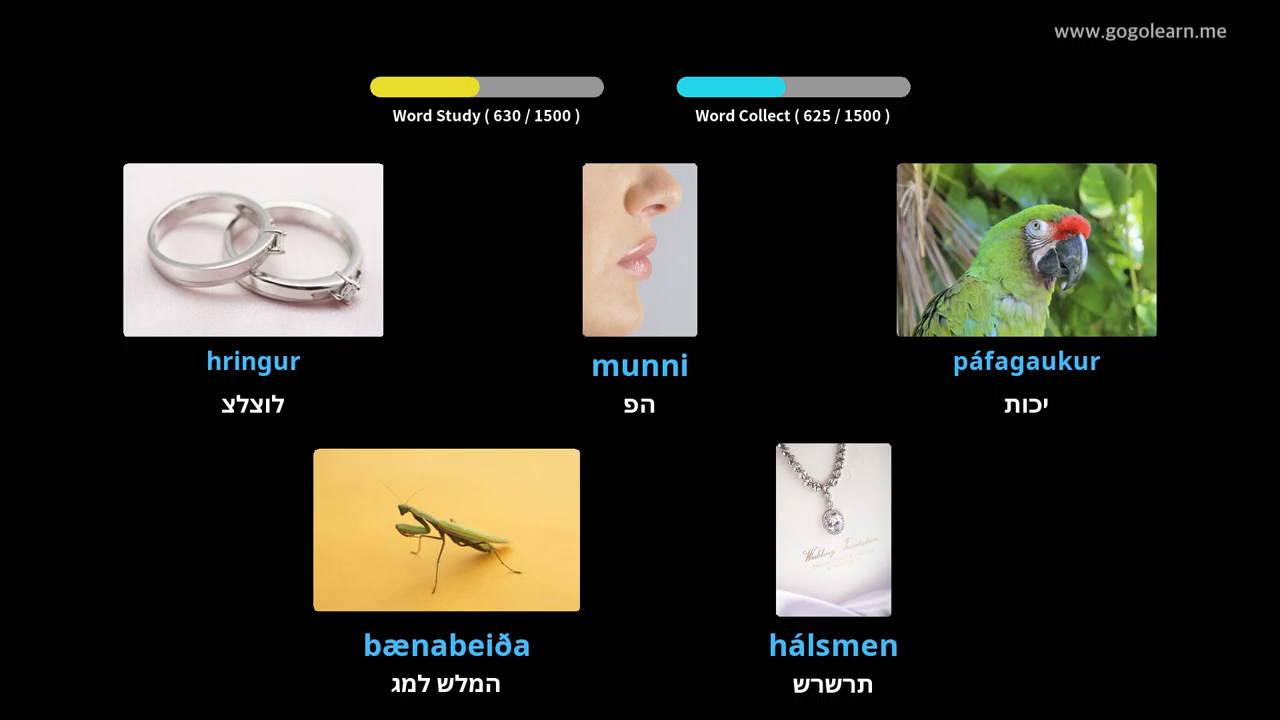 www.gogolearn.me
Word Study ( 630 / 1500 )
Word Collect ( 625 / 1500 )
hringur
לוצלצ
munni
הפ
páfagaukur
יכות
bænabeiða
המלש למג
hálsmen
תרשרש